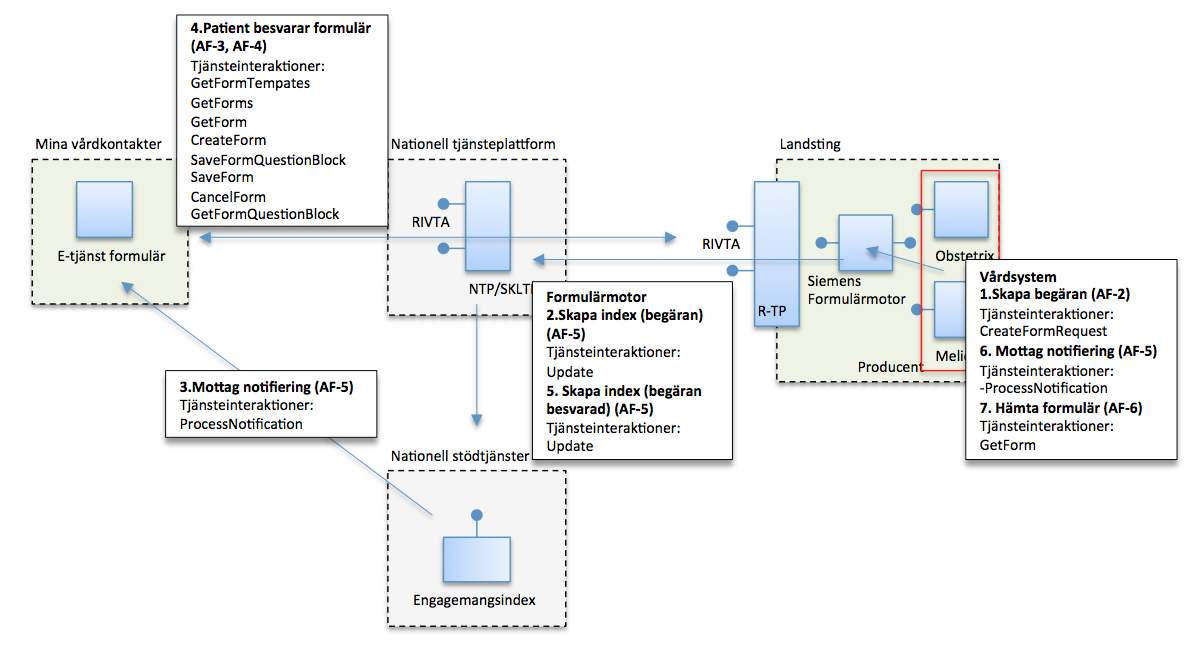 4.Patient besvarar formulär
(AF-3, AF-4)
Tjänsteinteraktioner:
GetFormTempates
GetForms
GetForm
CreateForm
SaveFormQuestionBlock
SaveForm
CancelForm
GetFormQuestionBlock
Mina vårdkontakter
E-tjänst formulär
Nationell tjänsteplattform
RIVTA
NTP/SKLT
Landsting
RIVTA
R-TP
Siemens
Formulärmotor
Obstetrix
Producent
Formulärmotor
2.Skapa index (begäran)
(AF-5)
Tjänsteinteraktioner:
Update
5. Skapa index (begäran
besvarad) (AF-5)
Tjänsteinteraktioner:
Update
Vårdsystem
1.Skapa begäran (AF-2)
Tjänsteinteraktioner:
CreateFormRequest
6. Mottag notifiering (AF-5)
Tjänsteinteraktioner:
-ProcessNotification
7. Hämta formulär (AF-6)
Tjänsteinteraktioner:
GetForm
3.Mottag notifiering (AF-5)
Tjänsteinteraktioner:
ProcessNotification
Nationell stödtjänster
Engagemangsindex